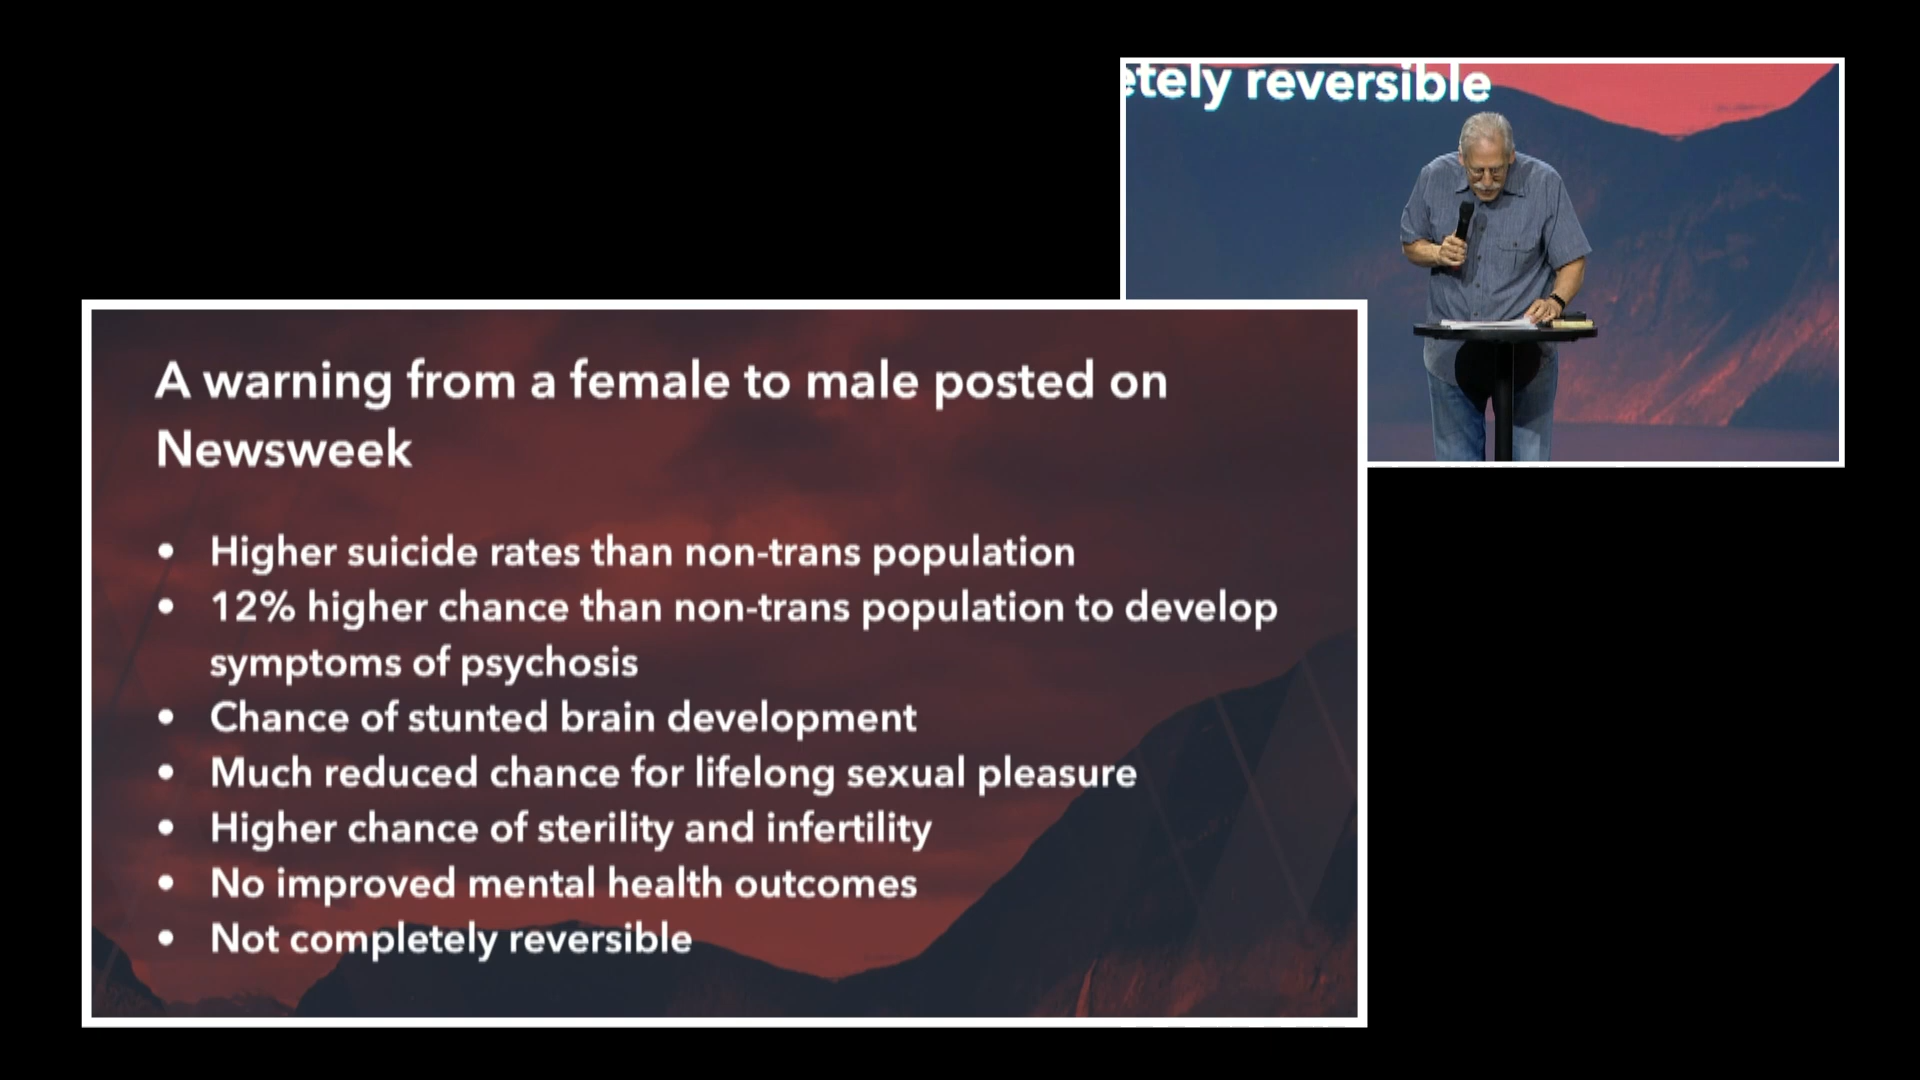 etely reversible
A warning from a female to male posted on
Newsweek
• Higher suicide rates than non-trans population
• 12% higher chance than non-trans population to develop
symptoms of psychosis
• Chance of stunted brain development
• Much reduced chance for lifelong sexual pleasure
• Higher chance of sterility and infertility
• No improved mental health outcomes
• Not completely reversible